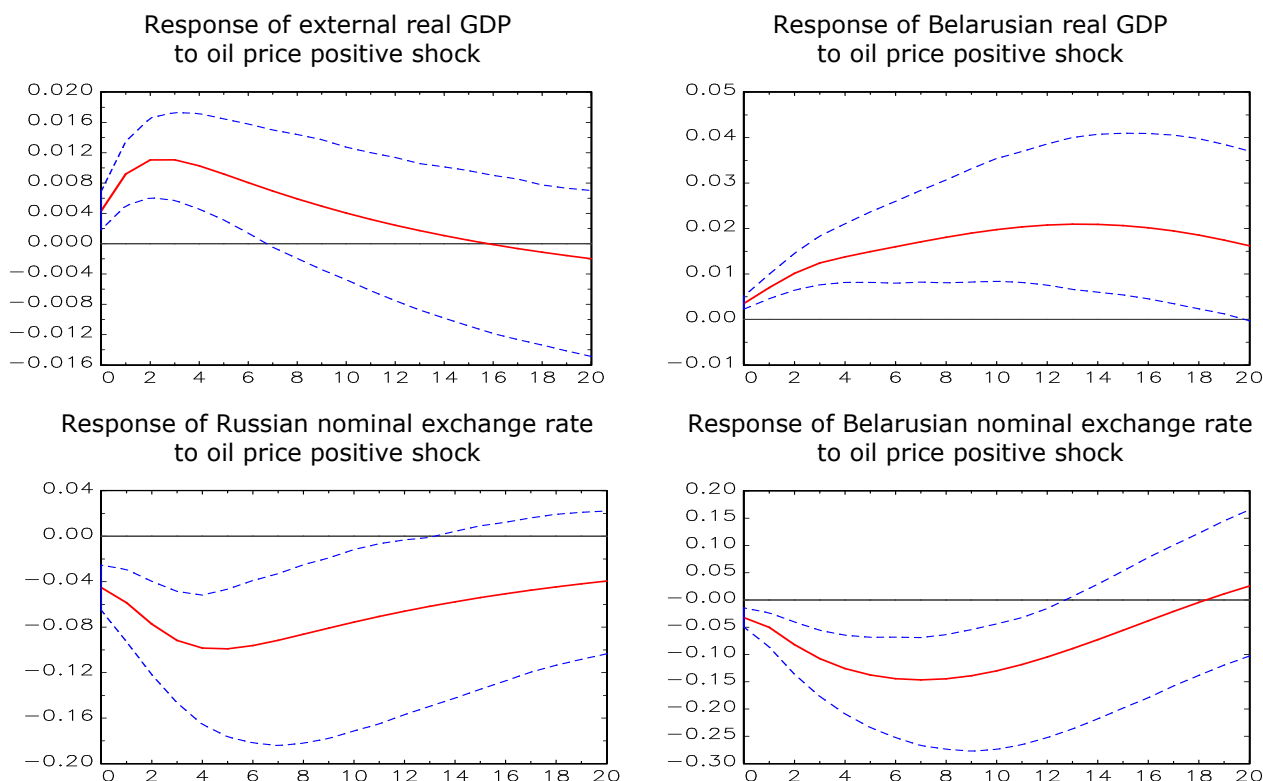 Response of external real GDP
to oil price positive shock
0.020
0.016
0.012
0.008
0.004
0.000
−0.004
−0.008
−0.012
−0.016
0 2 4 6 8 10 12 14 16 18 20
Response of Belarusian real GDP
to oil price positive shock
0.05
0.04
0.03
0.02
0.01
0.00
−0.01
0 2 4 6 8 10 12 14 16 18 20
Response of Russian nominal exchange rate
to oil price positive shock
0.04
0.00
−0.04
−0.08
−0.12
−0.16
−0.20
0 2 4 6 8 10 12 14 16 18 20
Response of Belarusian nominal exchange rate
to oil price positive shock
0.20
0.15
0.10
0.05
−0.00
−0.05
−0.10
−0.15
−0.20
−0.25
−0.30
0 2 4 6 8 10 12 14 16 18 20